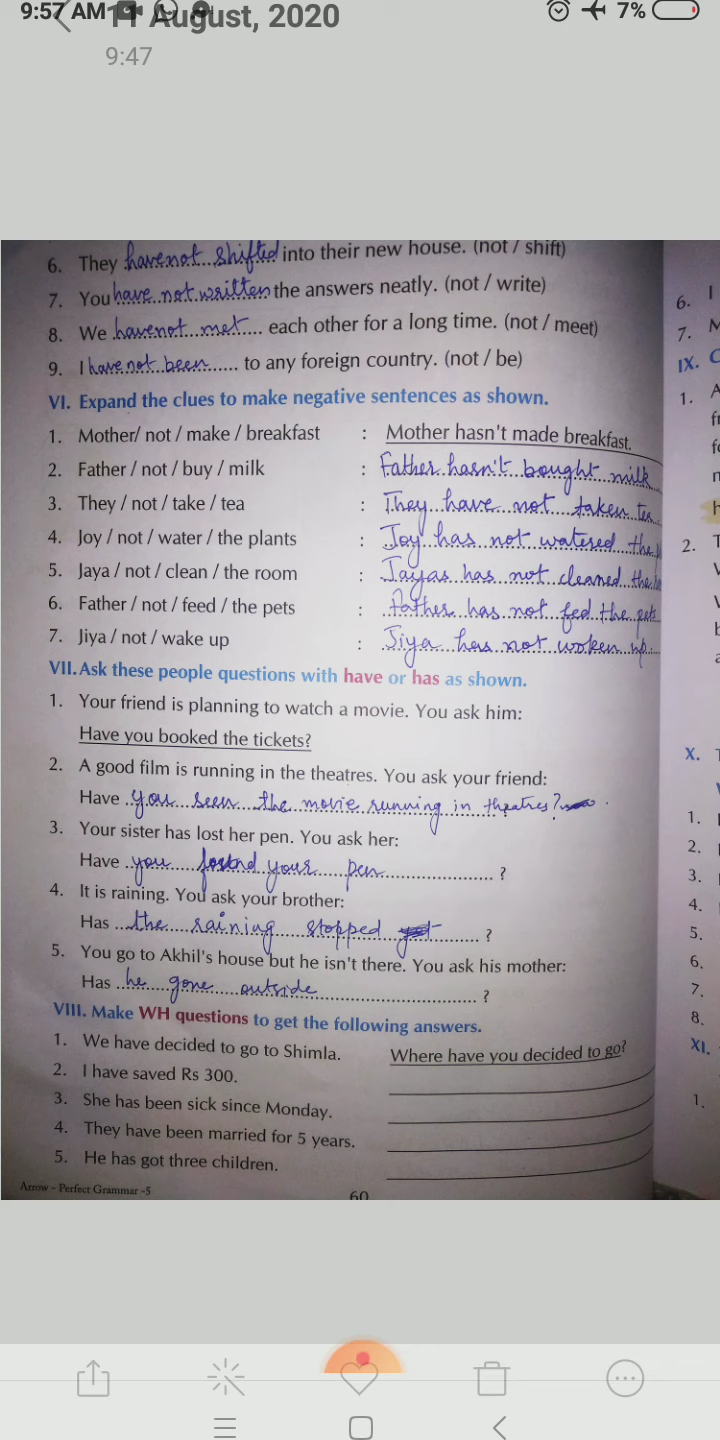 9:57 AM 7%
11 August, 2020
9:47
6. They have not shifted into their new house. (not / shift)
7. You have not written the answers neatly. (not / write)
8. We have not met each other for a long time. (not / meet)
9. I have not been to any foreign country. (not / be)
VI. Expand the clues to make negative sentences as shown.
1. Mother/ not / make / breakfast : Mother hasn't made breakfast.
2. Father / not / buy / milk : Father hasn't bought milk
3. They / not / take / tea : They have not taken tea
4. Joy / not / water / the plants : Joy has not watered the
5. Jaya / not / clean / the room : Jayas has not cleaned the
6. Father / not / feed / the pets : father has not fed the pets
7. Jiya / not / wake up : Jiya has not woken up.
VII. Ask these people questions with have or has as shown.
1. Your friend is planning to watch a movie. You ask him:
Have you booked the tickets?
2. A good film is running in the theatres. You ask your friend:
Have you seen the movie running in theatres?
3. Your sister has lost her pen. You ask her:
Have you found your pen ?
4. It is raining. You ask your brother:
Has the raining stopped ?
5. You go to Akhil's house but he isn't there. You ask his mother:
Has he gone outside ?
VIII. Make WH questions to get the following answers.
1. We have decided to go to Shimla. Where have you decided to go?
2. I have saved Rs 300.
3. She has been sick since Monday.
4. They have been married for 5 years.
5. He has got three children.
Arrow – Perfect Grammar -5
60
6. I
7. M
IX. C
1. A
h
2. T
X. T
1.
2.
3.
4.
5.
6.
7.
8.
XI.
1.